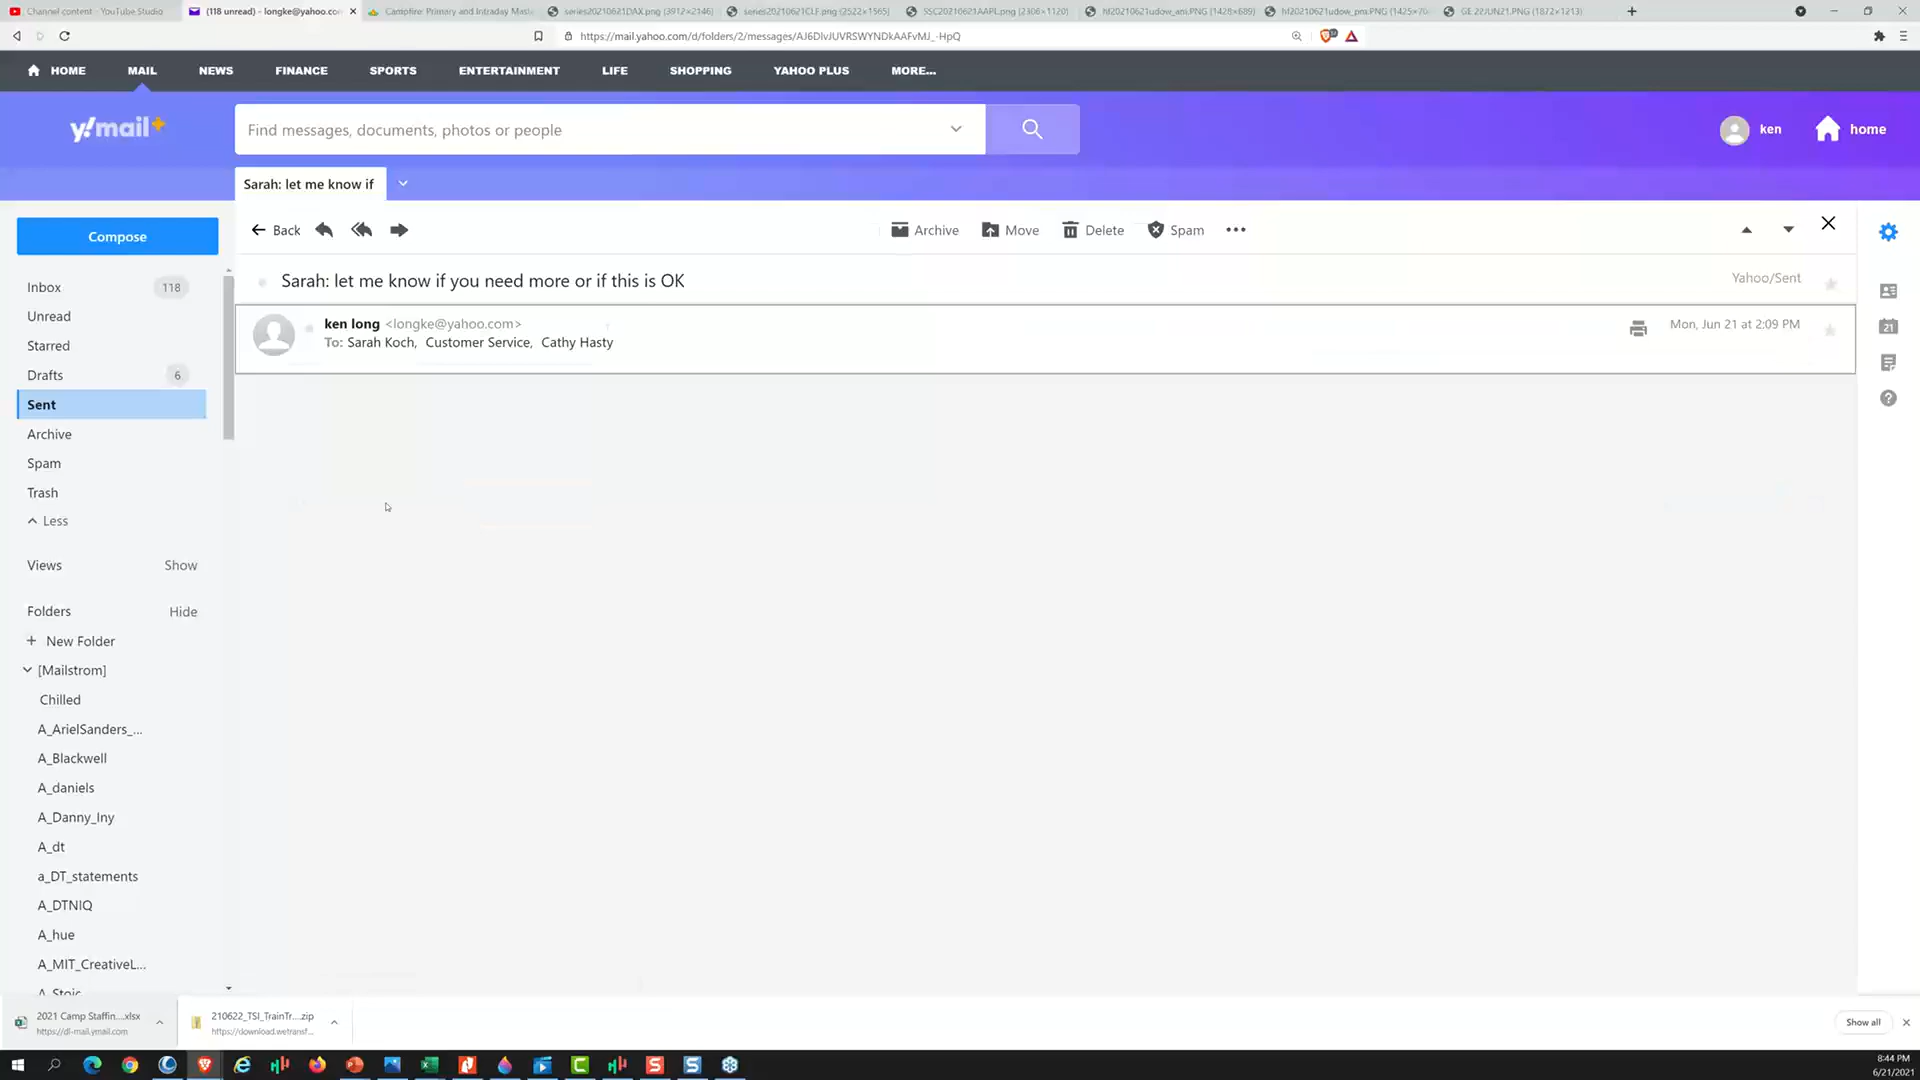 Channel content - YouTube Studio
(118 unread) - longke@yahoo.co
Campfire: Primary and Intraday Mast
series20210621DAX.png (3912×2146)
series20210621CLF.png (2522×1565)
SSC20210621AAPL.png (2306×1120)
hf20210621udow_am.PNG (1428×689)
hf20210621udow_pm.PNG (1425×70
GE 22JUN21.PNG (1872×1213)
https://mail.yahoo.com/d/folders/2/messages/AJ6DIvJUVRSWYNDkAAFvMJ_-HpQ
HOME
MAIL
NEWS
FINANCE
SPORTS
ENTERTAINMENT
LIFE
SHOPPING
YAHOO PLUS
MORE...
y!mail+
Find messages, documents, photos or people
ken
home
Sarah: let me know if
Compose
Back
Archive
Move
Delete
Spam
Inbox 118
Unread
Starred
Drafts 6
Sent
Archive
Spam
Trash
Less
Views Show
Folders Hide
+ New Folder
[Mailstrom]
Chilled
A_ArielSanders_...
A_Blackwell
A_daniels
A_Danny_Iny
A_dt
a_DT_statements
A_DTNIQ
A_hue
A_MIT_CreativeL...
A_Stoic
Sarah: let me know if you need more or if this is OK
Yahoo/Sent
ken long <longke@yahoo.com>
To: Sarah Koch, Customer Service, Cathy Hasty
Mon, Jun 21 at 2:09 PM
21
2021 Camp Staffin....xlsx
https://dl-mail.ymail.com
210622_TSI_TrainTr....zip
https://download.wetransf...
Show all
8:44 PM
6/21/2021